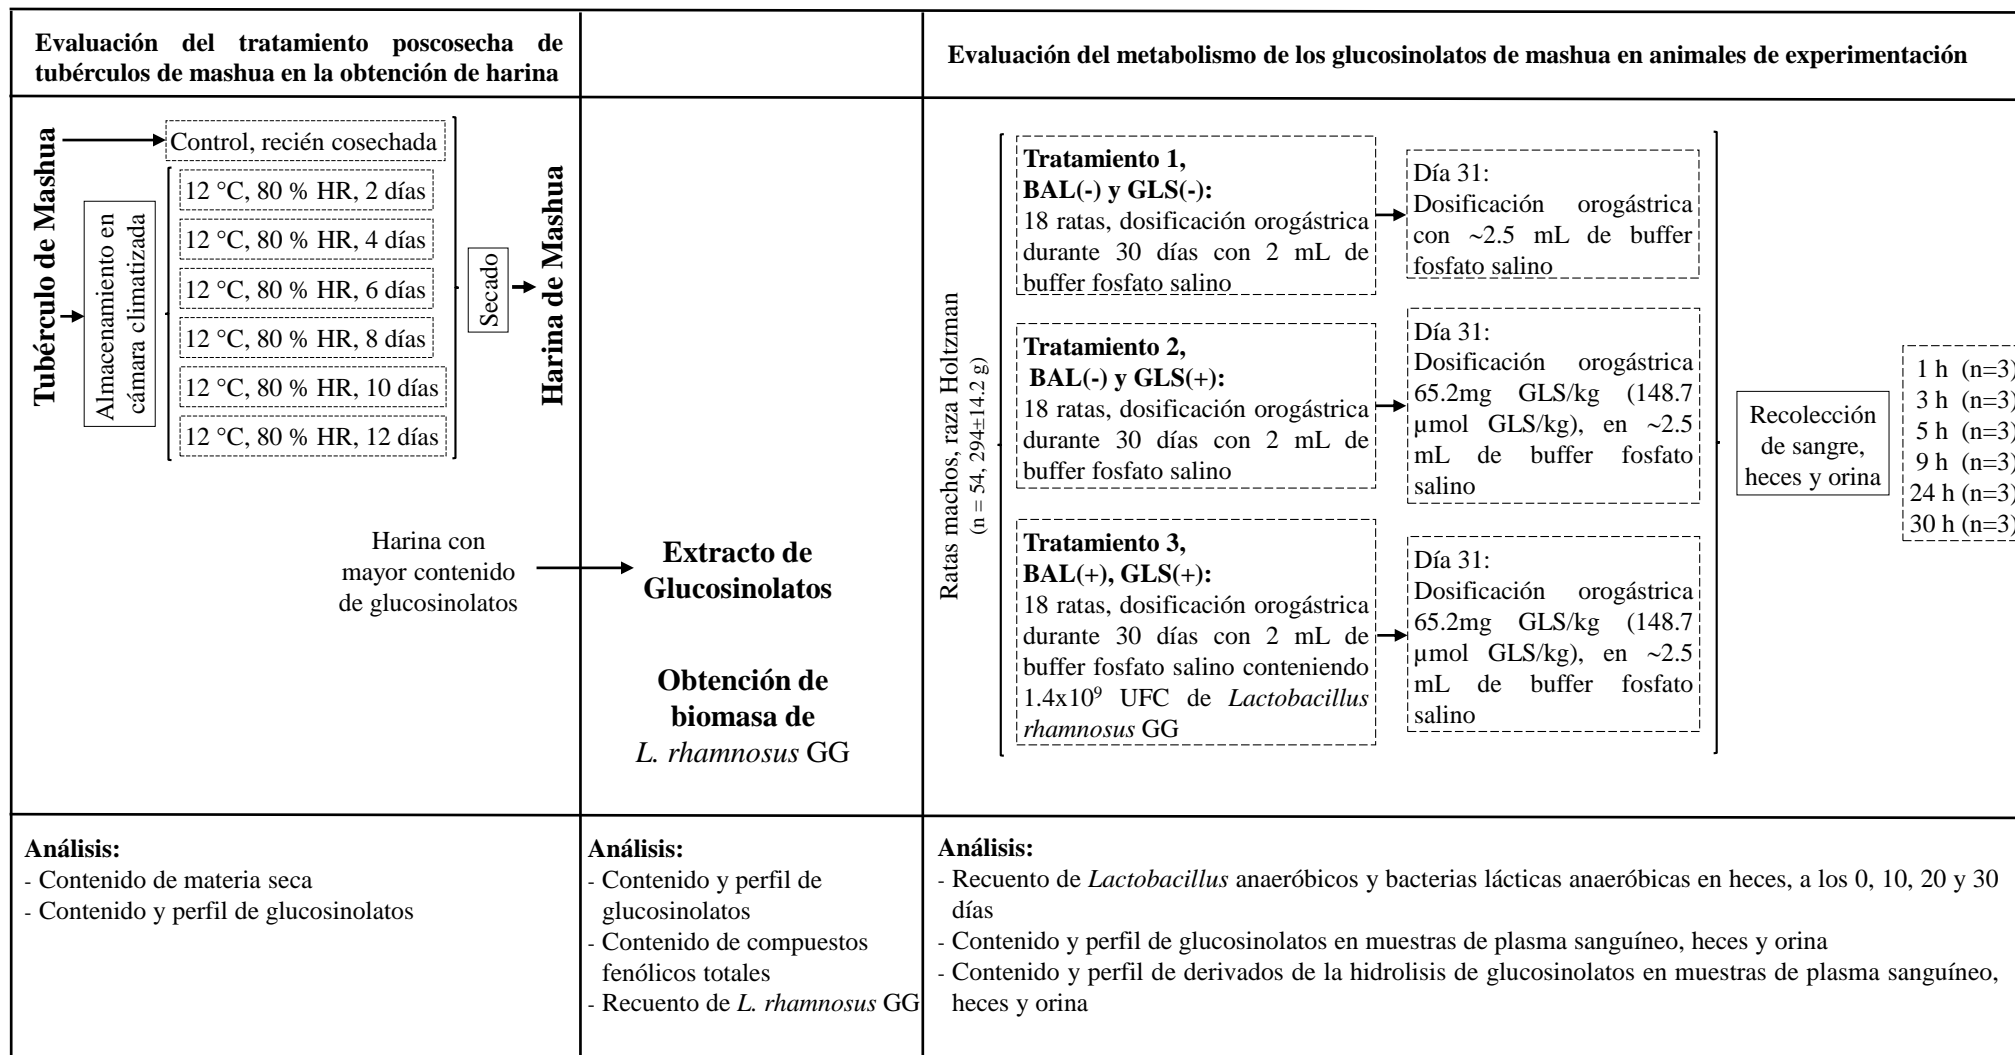 Evaluación del tratamiento poscosecha de
tubérculos de mashua en la obtención de harina
Evaluación del metabolismo de los glucosinolatos de mashua en animales de experimentación
Tubérculo de Mashua
Almacenamiento en
cámara climatizada
Control, recién cosechada
12 °C, 80 % HR, 2 días
12 °C, 80 % HR, 4 días
12 °C, 80 % HR, 6 días
12 °C, 80 % HR, 8 días
12 °C, 80 % HR, 10 días
12 °C, 80 % HR, 12 días
Secado
Harina de Mashua
Harina con
mayor contenido
de glucosinolatos
Extracto de
Glucosinolatos
Obtención de
biomasa de
L. rhamnosus GG
Ratas machos, raza Holtzman
(n = 54, 294±14.2 g)
Tratamiento 1,
BAL(-) y GLS(-):
18 ratas, dosificación orogástrica
durante 30 días con 2 mL de
buffer fosfato salino
Día 31:
Dosificación orogástrica
con ~2.5 mL de buffer
fosfato salino
Tratamiento 2,
BAL(-) y GLS(+):
18 ratas, dosificación orogástrica
durante 30 días con 2 mL de
buffer fosfato salino
Día 31:
Dosificación orogástrica
65.2mg GLS/kg (148.7
µmol GLS/kg), en ~2.5
mL de buffer fosfato
salino
Tratamiento 3,
BAL(+), GLS(+):
18 ratas, dosificación orogástrica
durante 30 días con 2 mL de
buffer fosfato salino conteniendo
1.4x10⁹ UFC de Lactobacillus
rhamnosus GG
Día 31:
Dosificación orogástrica
65.2mg GLS/kg (148.7
µmol GLS/kg), en ~2.5
mL de buffer fosfato
salino
Recolección
de sangre,
heces y orina
1 h (n=3)
3 h (n=3)
5 h (n=3)
9 h (n=3)
24 h (n=3)
30 h (n=3)
Análisis:
- Contenido de materia seca
- Contenido y perfil de glucosinolatos
Análisis:
- Contenido y perfil de
glucosinolatos
- Contenido de compuestos
fenólicos totales
- Recuento de L. rhamnosus GG
Análisis:
- Recuento de Lactobacillus anaeróbicos y bacterias lácticas anaeróbicas en heces, a los 0, 10, 20 y 30
días
- Contenido y perfil de glucosinolatos en muestras de plasma sanguíneo, heces y orina
- Contenido y perfil de derivados de la hidrolisis de glucosinolatos en muestras de plasma sanguíneo,
heces y orina